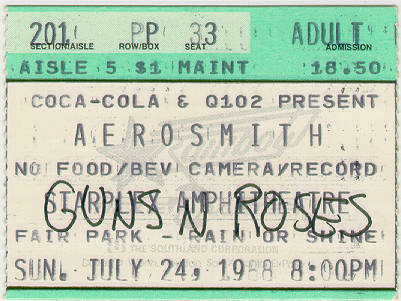 201 PP 33 ADULT
SECTION/AISLE ROW/BOX SEAT ADMISSION
AISLE 5 $1 MAINT 18.50
COCA-COLA & Q102 PRESENT
AEROSMITH
NO FOOD/BEV CAMERA/RECORD
STARPLEX AMPHITHEATRE
GUNS N ROSES
FAIR PARK - RAIN OR SHINE
THE SOUTHLAND CORPORATION
SUN. JULY 24, 1988 8:00PM